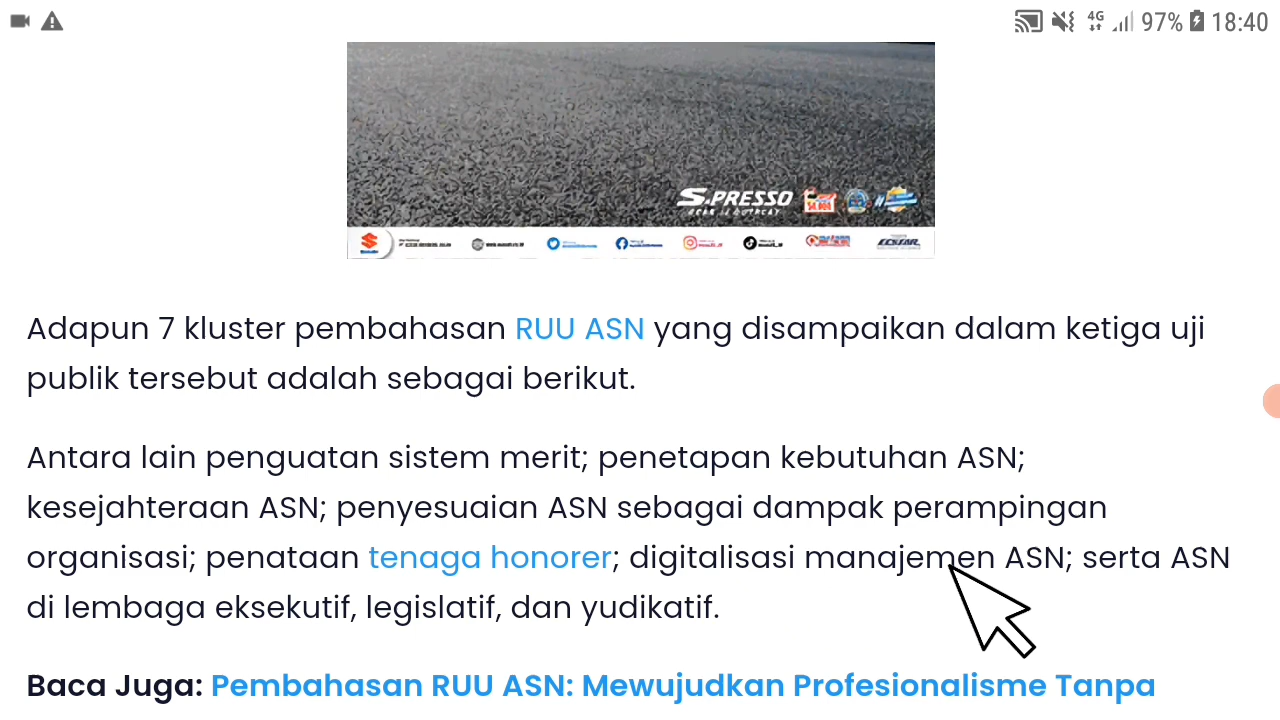 4G 97% 18:40
S.PRESSO
Adapun 7 kluster pembahasan RUU ASN yang disampaikan dalam ketiga uji
publik tersebut adalah sebagai berikut.
Antara lain penguatan sistem merit; penetapan kebutuhan ASN;
kesejahteraan ASN; penyesuaian ASN sebagai dampak perampingan
organisasi; penataan tenaga honorer; digitalisasi manajemen ASN; serta ASN
di lembaga eksekutif, legislatif, dan yudikatif.
Baca Juga: Pembahasan RUU ASN: Mewujudkan Profesionalisme Tanpa